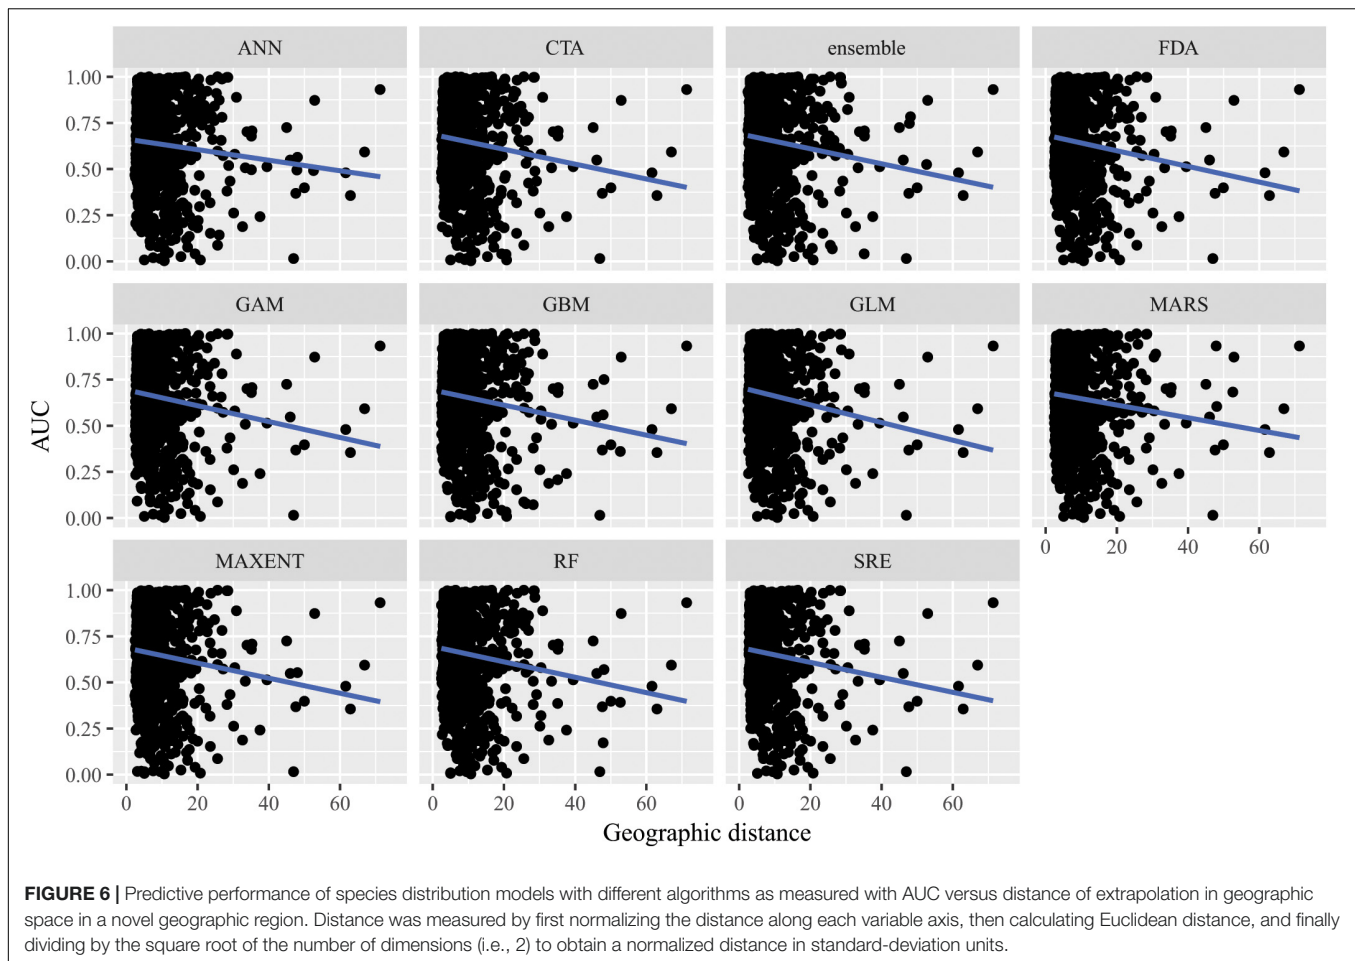 ANN CTA ensemble FDA
1.00
0.75
0.50
0.25
0.00
GAM GBM GLM MARS
1.00
0.75
0.50
0.25
0.00
AUC
0 20 40 60
MAXENT RF SRE
1.00
0.75
0.50
0.25
0.00
0 20 40 60 0 20 40 60 0 20 40 60
Geographic distance
FIGURE 6 | Predictive performance of species distribution models with different algorithms as measured with AUC versus distance of extrapolation in geographic
space in a novel geographic region. Distance was measured by first normalizing the distance along each variable axis, then calculating Euclidean distance, and finally
dividing by the square root of the number of dimensions (i.e., 2) to obtain a normalized distance in standard-deviation units.